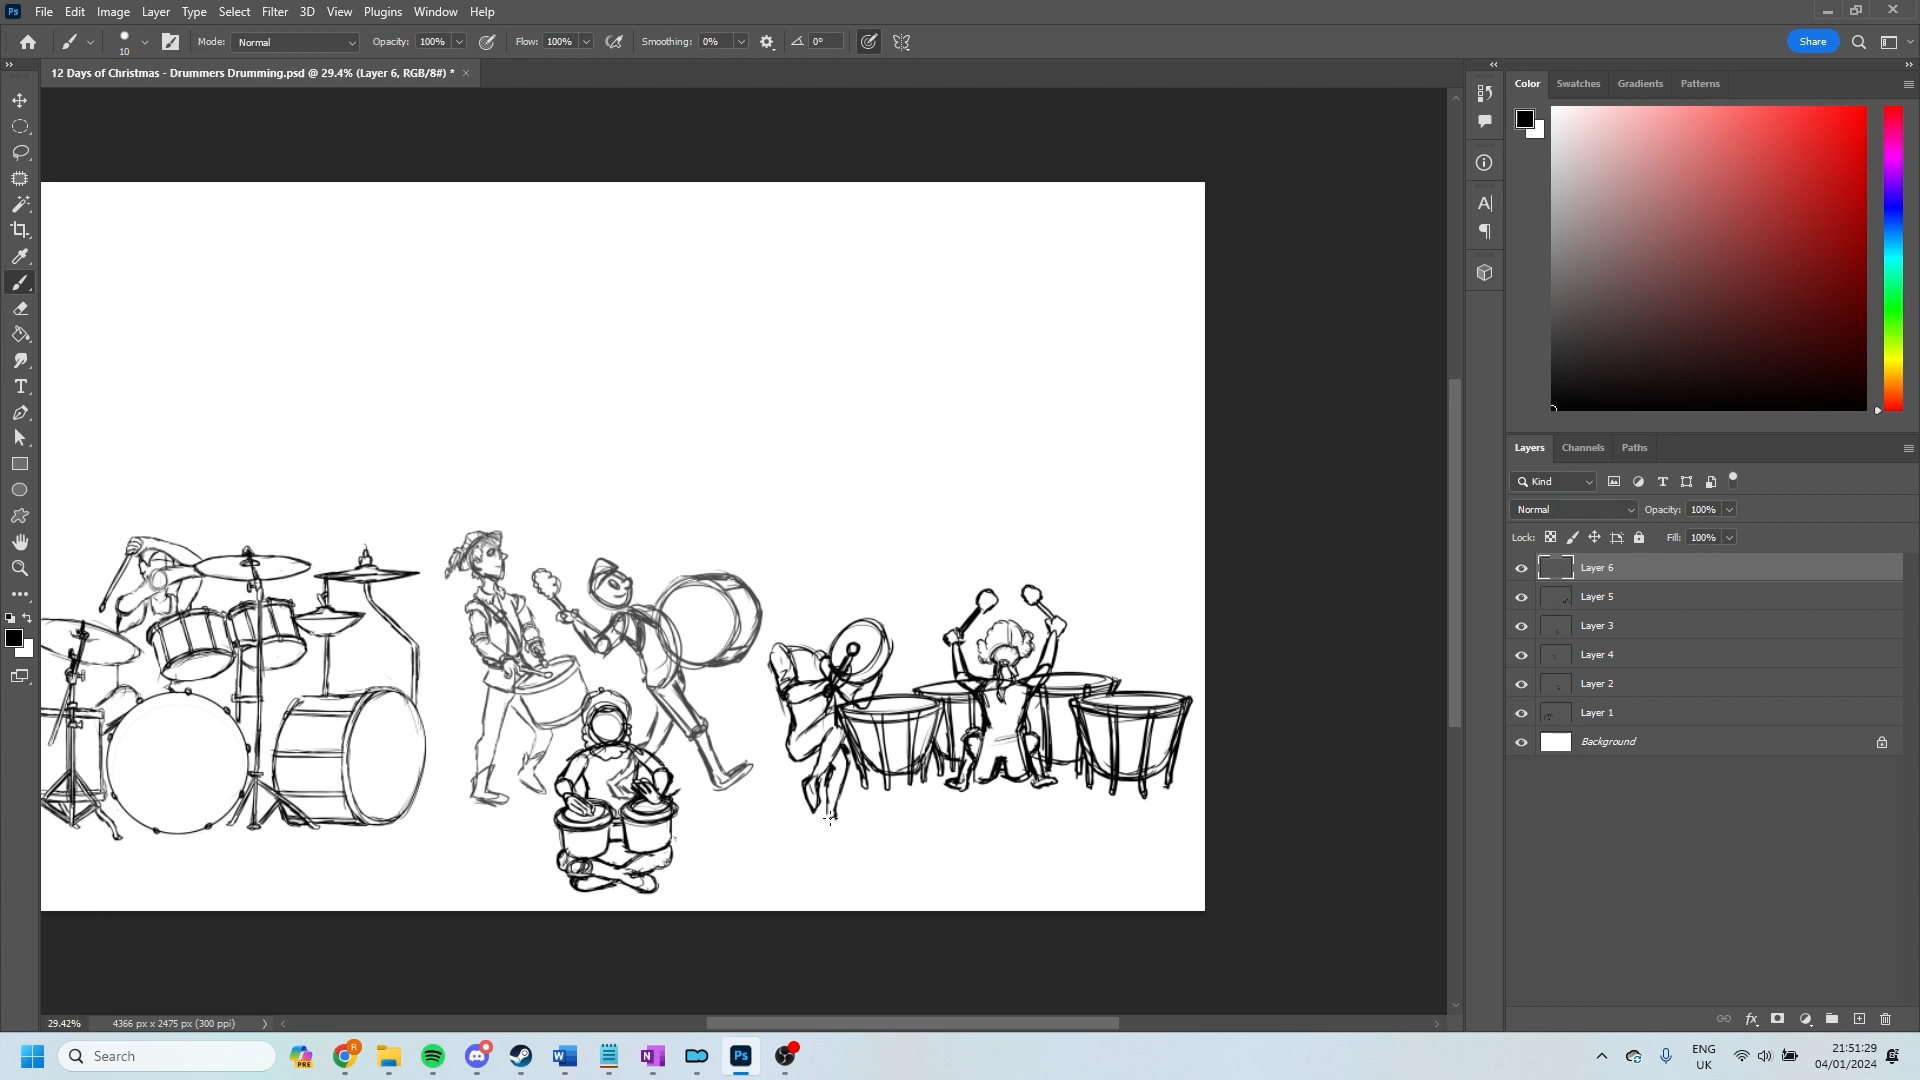 Ps File Edit Image Layer Type Select Filter 3D View Plugins Window Help
10 Mode: Normal Opacity: 100% Flow: 100% Smoothing: 0% 0° Share
12 Days of Christmas - Drummers Drumming.psd @ 29.4% (Layer 6, RGB/8#) *
Color Swatches Gradients Patterns
Layers Channels Paths
Kind
Normal Opacity: 100%
Lock: Fill: 100%
Layer 6
Layer 5
Layer 3
Layer 4
Layer 2
Layer 1
Background
29.42% 4366 px x 2475 px (300 ppi)
Search
PRE
R
Ps
ENG
UK
21:51:29
04/01/2024